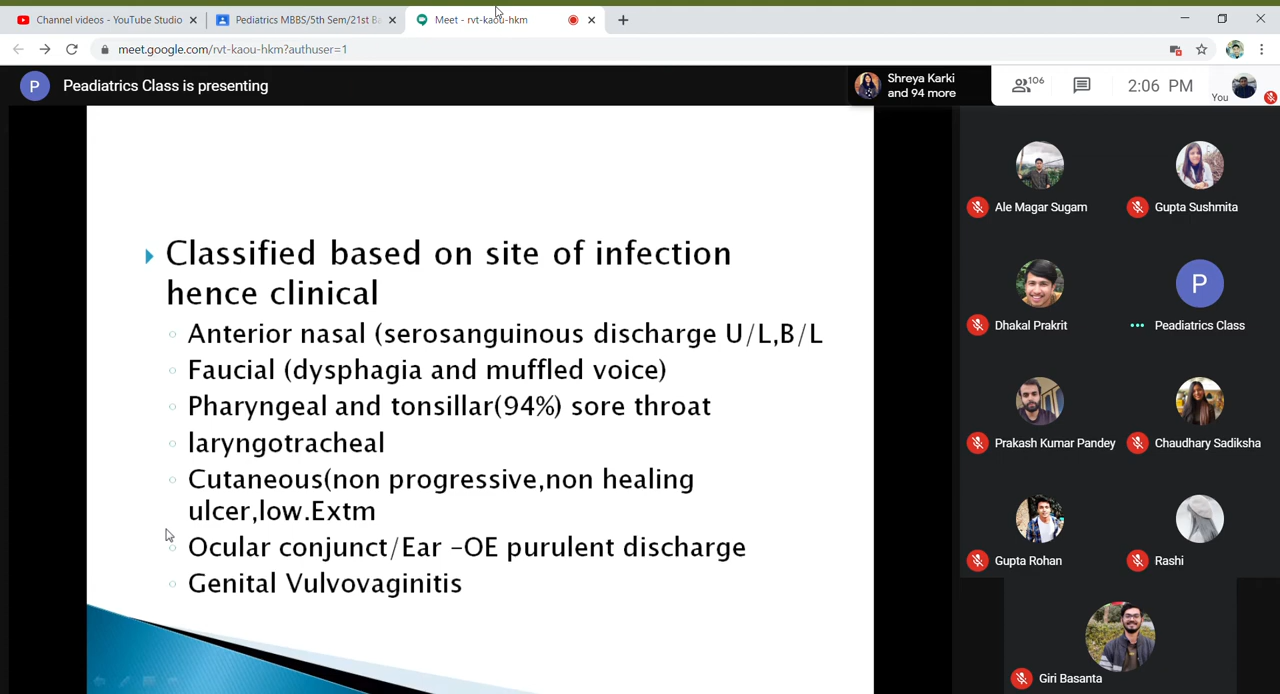 Channel videos - YouTube Studio
Pediatrics MBBS/5th Sem/21st Ba
Meet - rvt-kaou-hkm
meet.google.com/rvt-kaou-hkm?authuser=1
P Peadiatrics Class is presenting
Shreya Karki
and 94 more
106
2:06 PM
You
Classified based on site of infection
hence clinical
Anterior nasal (serosanguinous discharge U/L,B/L
Faucial (dysphagia and muffled voice)
Pharyngeal and tonsillar(94%) sore throat
laryngotracheal
Cutaneous(non progressive,non healing
ulcer,low.Extm
Ocular conjunct/Ear -OE purulent discharge
Genital Vulvovaginitis
Ale Magar Sugam
Gupta Sushmita
Dhakal Prakrit
P
Peadiatrics Class
Prakash Kumar Pandey
Chaudhary Sadiksha
Gupta Rohan
Rashi
Giri Basanta